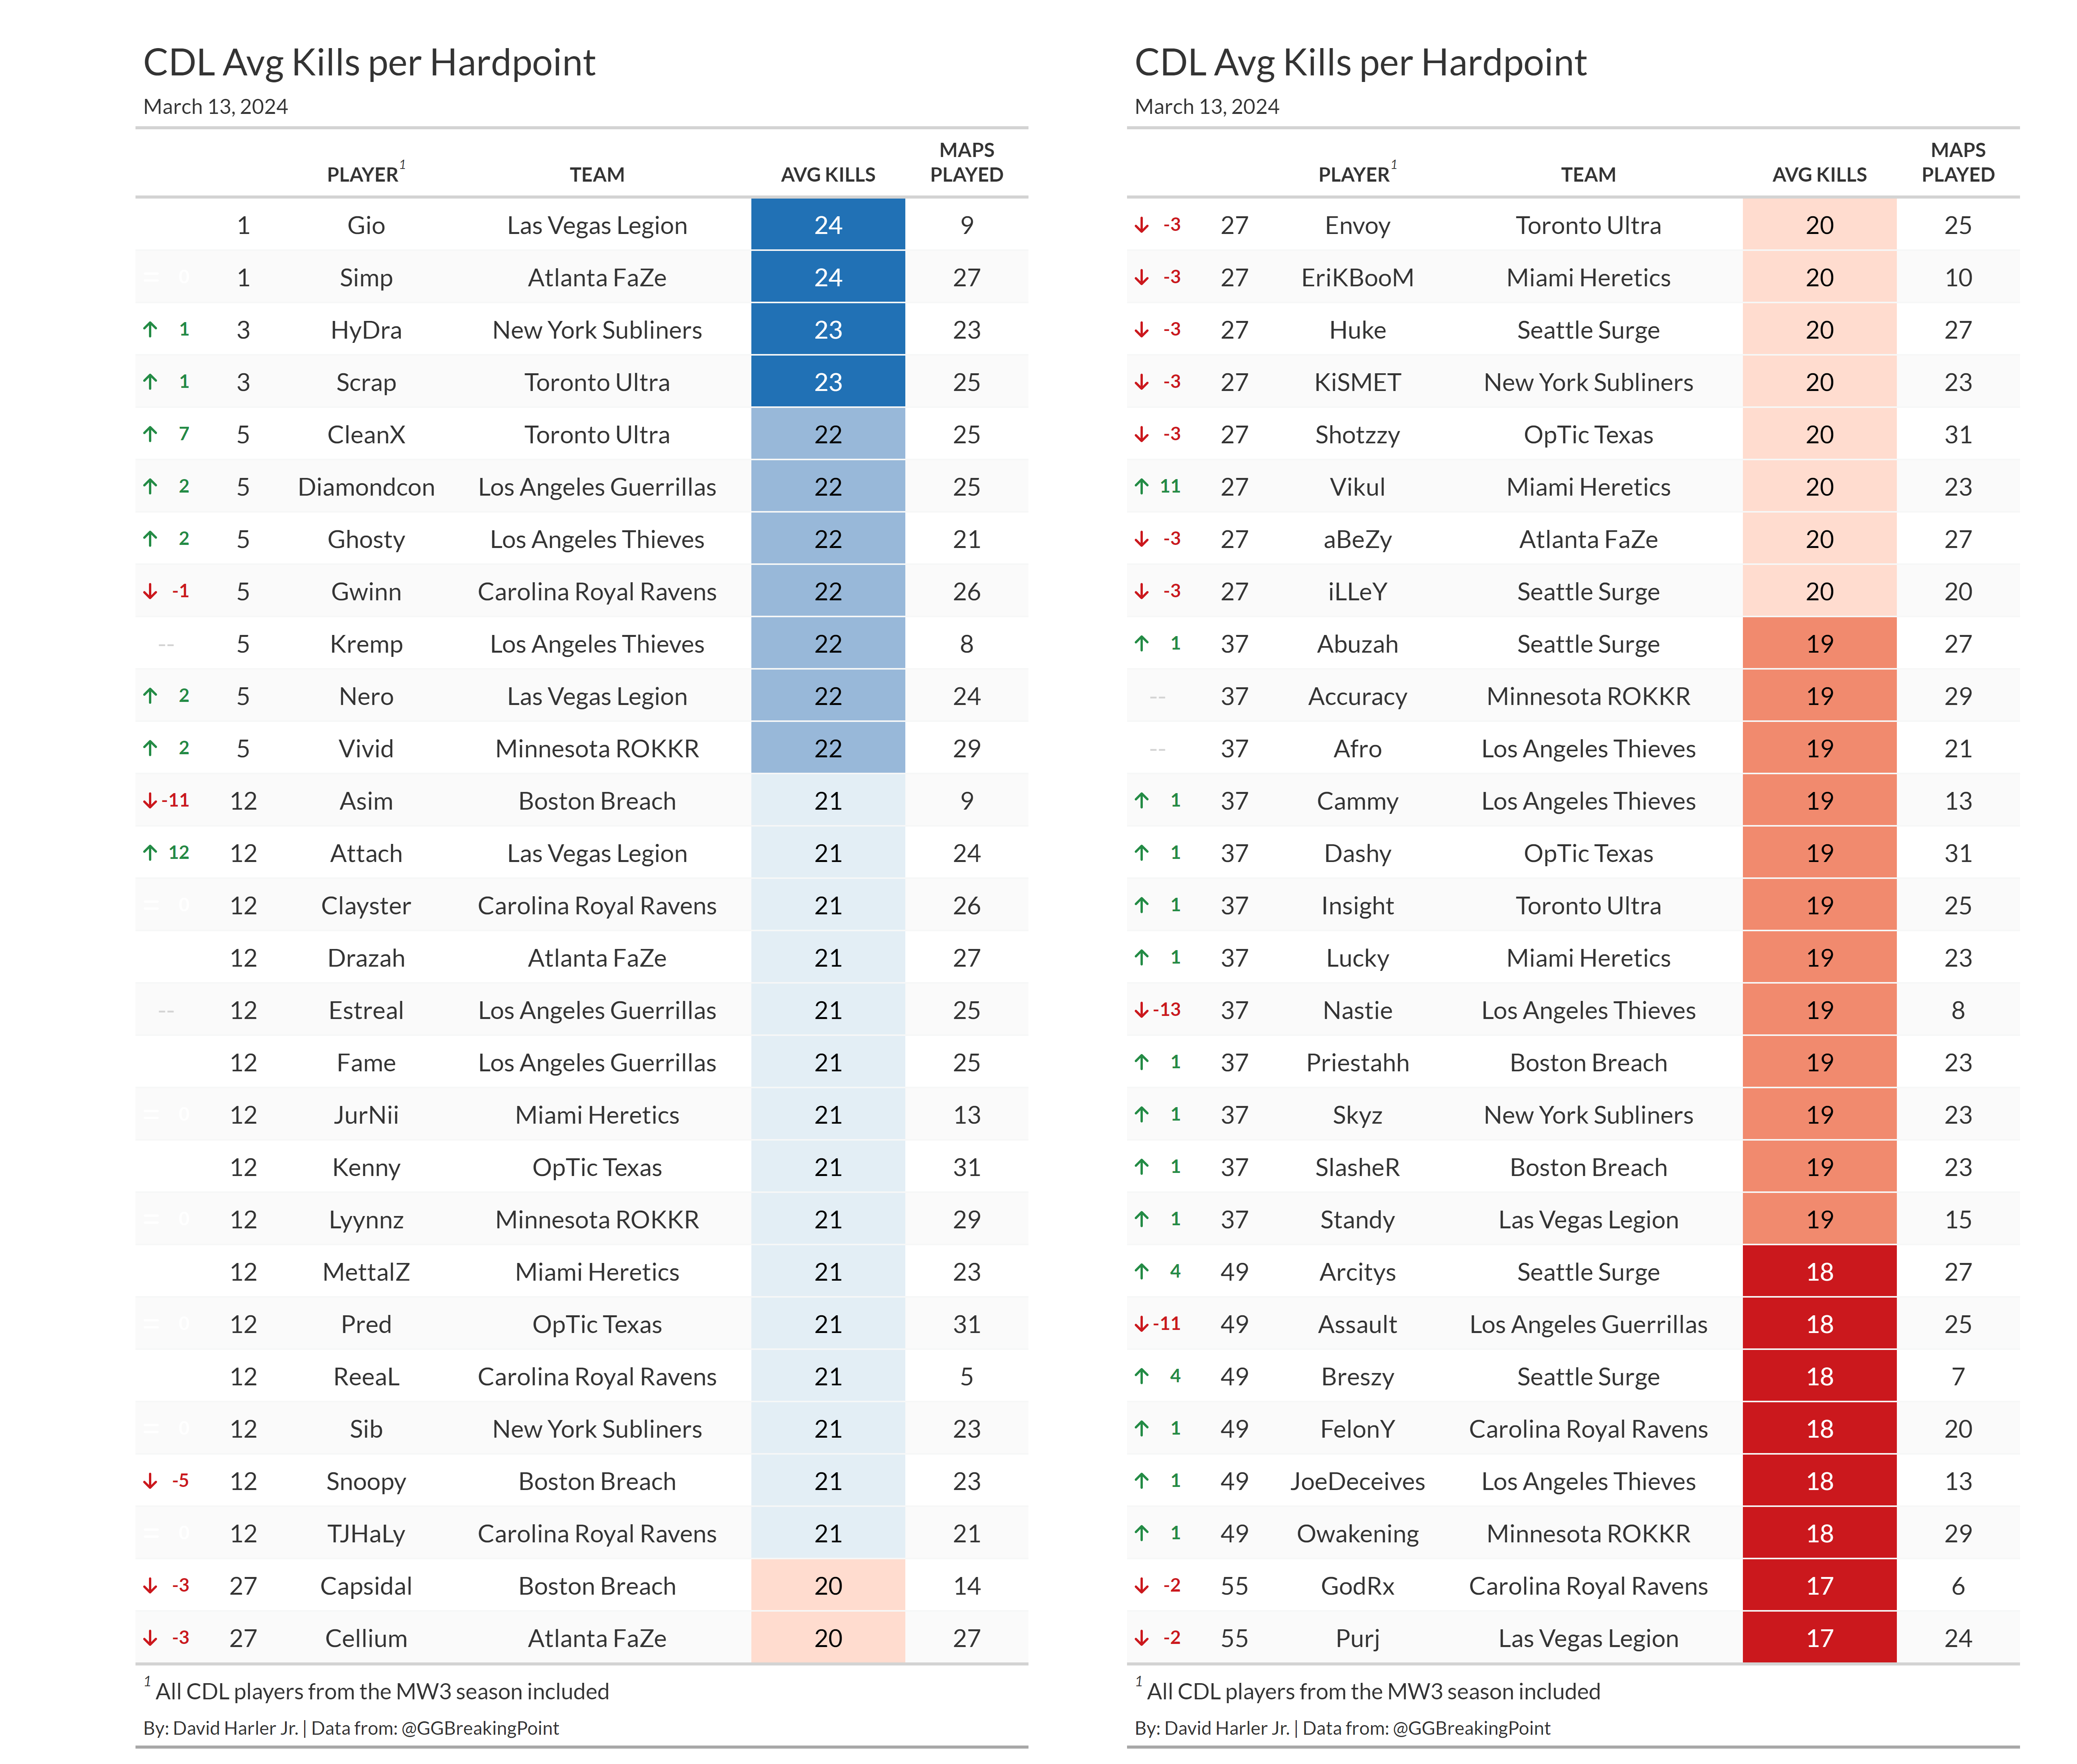 CDL Avg Kills per Hardpoint
March 13, 2024
PLAYER1 TEAM AVG KILLS MAPS PLAYED
1 Gio Las Vegas Legion 24 9
= 0 1 Simp Atlanta FaZe 24 27
↑ 1 3 HyDra New York Subliners 23 23
↑ 1 3 Scrap Toronto Ultra 23 25
↑ 7 5 CleanX Toronto Ultra 22 25
↑ 2 5 Diamondcon Los Angeles Guerrillas 22 25
↑ 2 5 Ghosty Los Angeles Thieves 22 21
↓ -1 5 Gwinn Carolina Royal Ravens 22 26
-- 5 Kremp Los Angeles Thieves 22 8
↑ 2 5 Nero Las Vegas Legion 22 24
↑ 2 5 Vivid Minnesota ROKKR 22 29
↓ -11 12 Asim Boston Breach 21 9
↑ 12 12 Attach Las Vegas Legion 21 24
= 0 12 Clayster Carolina Royal Ravens 21 26
12 Drazah Atlanta FaZe 21 27
-- 12 Estreal Los Angeles Guerrillas 21 25
12 Fame Los Angeles Guerrillas 21 25
= 0 12 JurNii Miami Heretics 21 13
12 Kenny OpTic Texas 21 31
= 0 12 Lyynnz Minnesota ROKKR 21 29
12 MettalZ Miami Heretics 21 23
= 0 12 Pred OpTic Texas 21 31
12 ReeaL Carolina Royal Ravens 21 5
= 0 12 Sib New York Subliners 21 23
↓ -5 12 Snoopy Boston Breach 21 23
= 0 12 TJHaLy Carolina Royal Ravens 21 21
↓ -3 27 Capsidal Boston Breach 20 14
↓ -3 27 Cellium Atlanta FaZe 20 27
1 All CDL players from the MW3 season included
By: David Harler Jr. | Data from: @GGBreakingPoint
CDL Avg Kills per Hardpoint
March 13, 2024
PLAYER1 TEAM AVG KILLS MAPS PLAYED
↓ -3 27 Envoy Toronto Ultra 20 25
↓ -3 27 EriKBooM Miami Heretics 20 10
↓ -3 27 Huke Seattle Surge 20 27
↓ -3 27 KiSMET New York Subliners 20 23
↓ -3 27 Shotzzy OpTic Texas 20 31
↑ 11 27 Vikul Miami Heretics 20 23
↓ -3 27 aBeZy Atlanta FaZe 20 27
↓ -3 27 iLLeY Seattle Surge 20 20
↑ 1 37 Abuzah Seattle Surge 19 27
-- 37 Accuracy Minnesota ROKKR 19 29
-- 37 Afro Los Angeles Thieves 19 21
↑ 1 37 Cammy Los Angeles Thieves 19 13
↑ 1 37 Dashy OpTic Texas 19 31
↑ 1 37 Insight Toronto Ultra 19 25
↑ 1 37 Lucky Miami Heretics 19 23
↓ -13 37 Nastie Los Angeles Thieves 19 8
↑ 1 37 Priestahh Boston Breach 19 23
↑ 1 37 Skyz New York Subliners 19 23
↑ 1 37 SlasheR Boston Breach 19 23
↑ 1 37 Standy Las Vegas Legion 19 15
↑ 4 49 Arcitys Seattle Surge 18 27
↓ -11 49 Assault Los Angeles Guerrillas 18 25
↑ 4 49 Breszy Seattle Surge 18 7
↑ 1 49 FelonY Carolina Royal Ravens 18 20
↑ 1 49 JoeDeceives Los Angeles Thieves 18 13
↑ 1 49 Owakening Minnesota ROKKR 18 29
↓ -2 55 GodRx Carolina Royal Ravens 17 6
↓ -2 55 Purj Las Vegas Legion 17 24
1 All CDL players from the MW3 season included
By: David Harler Jr. | Data from: @GGBreakingPoint